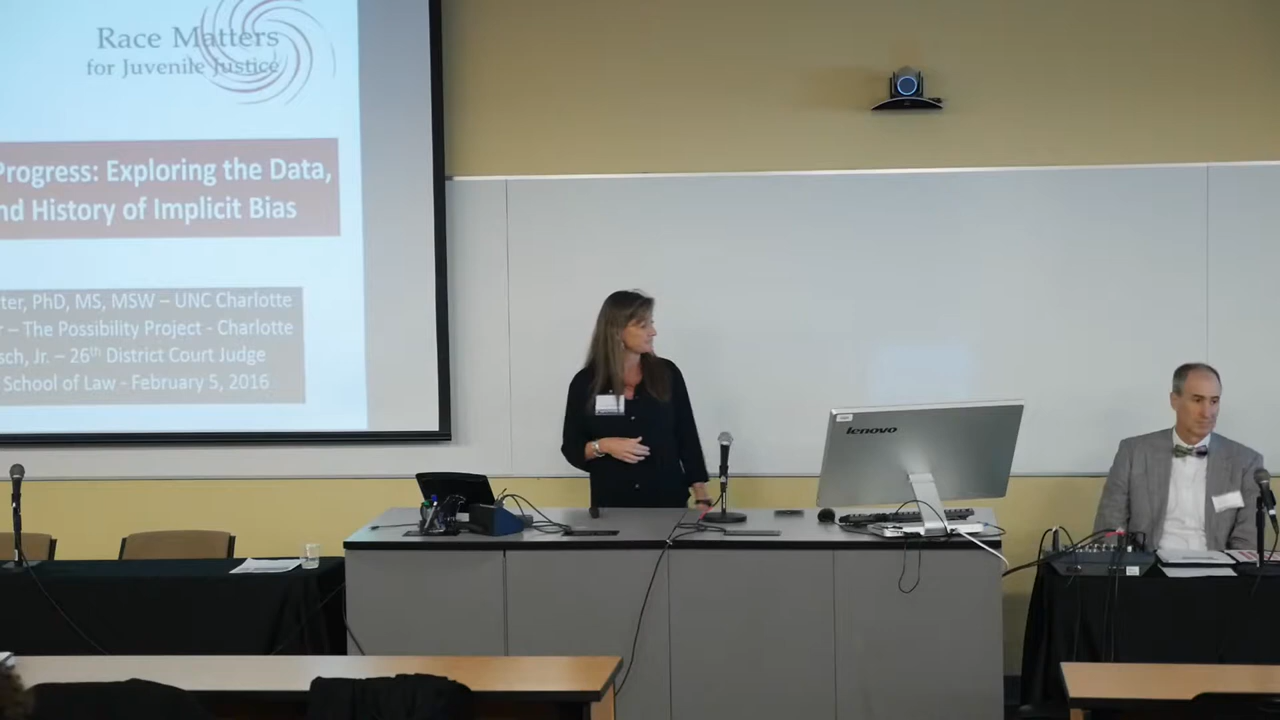 Race Matters
for Juvenile Justice
Progress: Exploring the Data,
nd History of Implicit Bias
ter, PhD, MS, MSW – UNC Charlotte
r – The Possibility Project - Charlotte
sch, Jr. – 26th District Court Judge
School of Law - February 5, 2016
lenovo